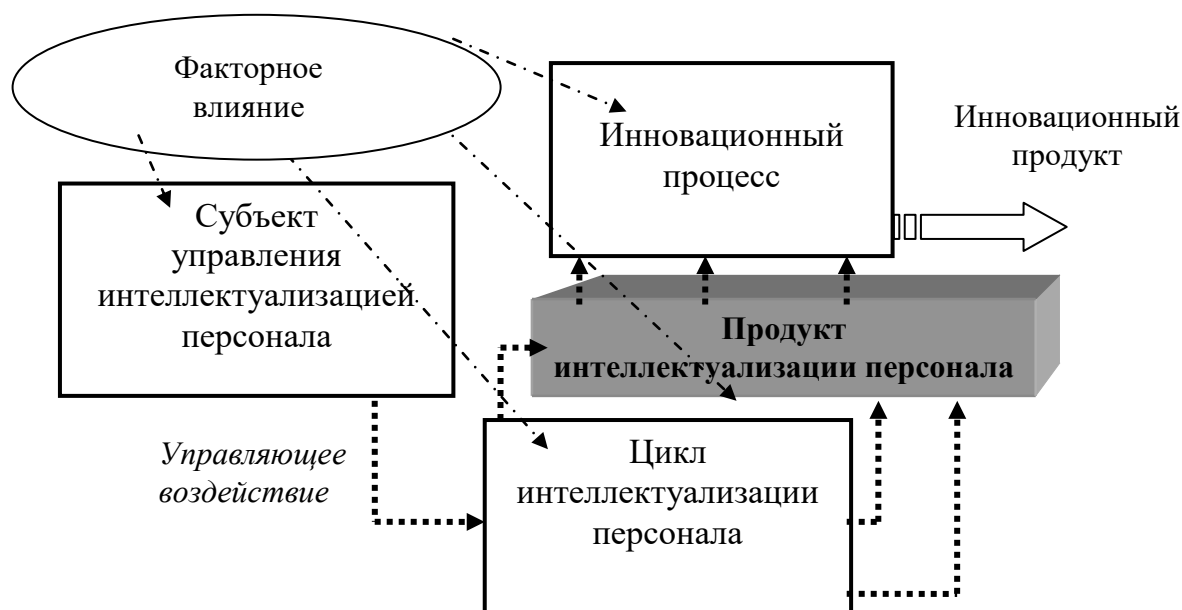 Факторное
влияние
Инновационный
процесс
Инновационный
продукт
Субъект
управления
интеллектуализацией
персонала
Продукт
интеллектуализации персонала
Управляющее
воздействие
Цикл
интеллектуализации
персонала